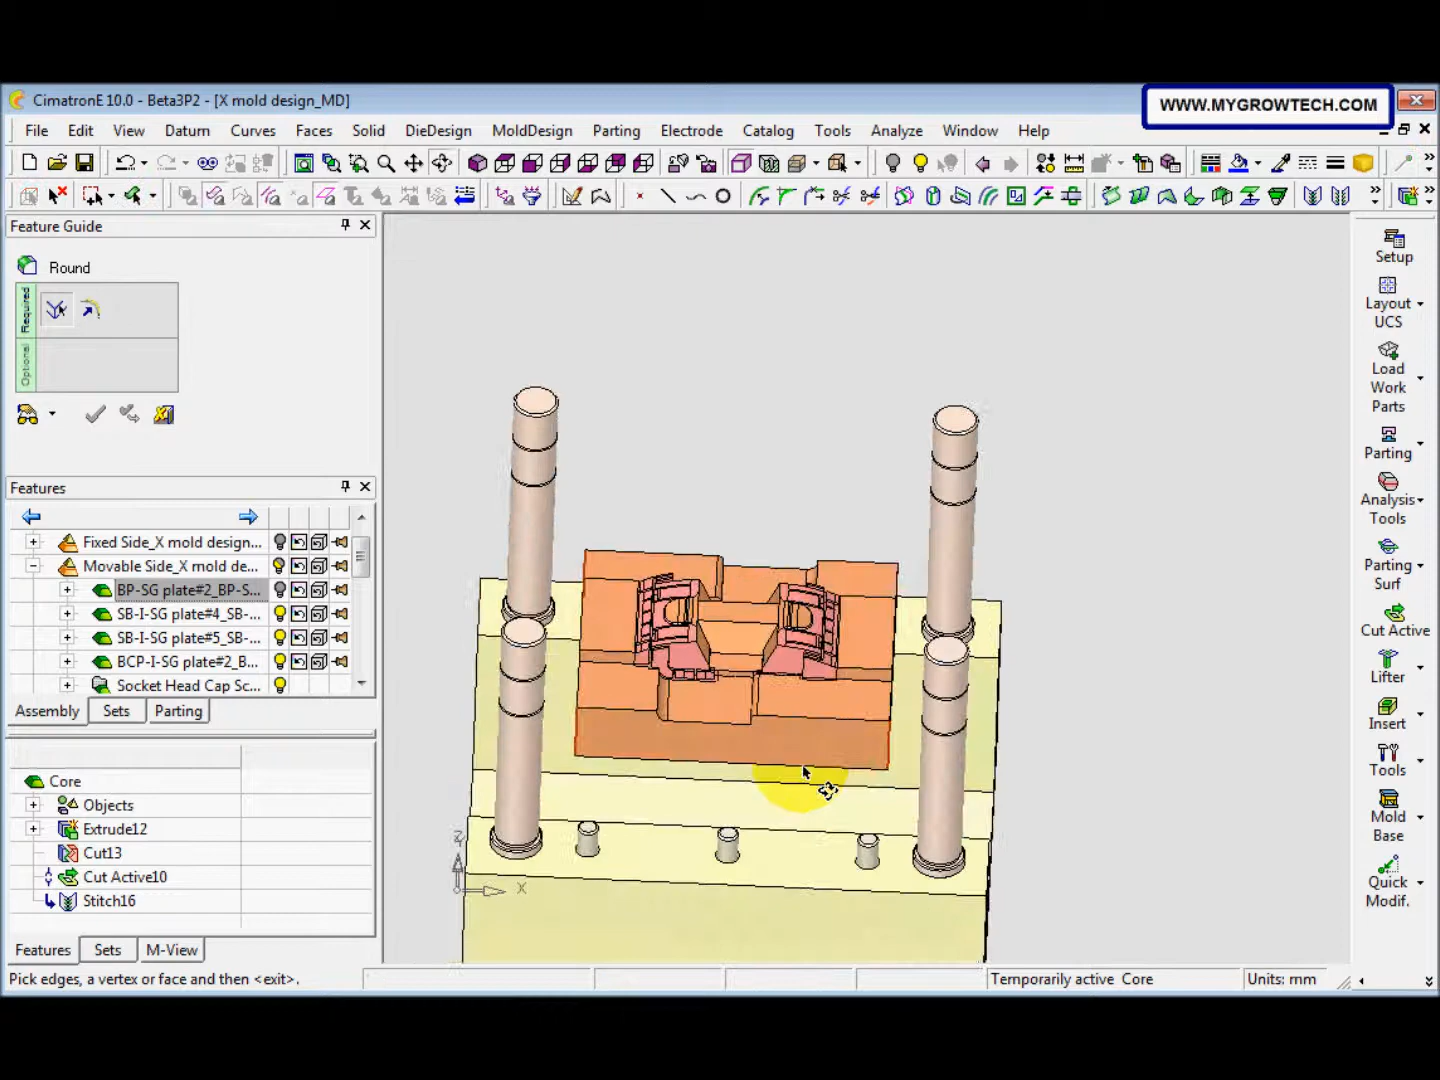 CimatronE 10.0 - Beta3P2 - [X mold design_MD]
WWW.MYGROWTECH.COM
File Edit View Datum Curves Faces Solid DieDesign MoldDesign Parting Electrode Catalog Tools Analyze Window Help
Feature Guide
Round
Required
Optional
Features
Fixed Side_X mold design...
Movable Side_X mold de...
BP-SG plate#2_BP-S...
SB-I-SG plate#4_SB-...
SB-I-SG plate#5_SB-...
BCP-I-SG plate#2_B...
Socket Head Cap Sc...
Assembly Sets Parting
Core
Objects
Extrude12
Cut13
Cut Active10
Stitch16
Features Sets M-View
Z
X
Setup
Layout
UCS
Load
Work
Parts
Parting
Analysis
Tools
Parting
Surf
Cut Active
Lifter
Insert
Tools
Mold
Base
Quick
Modif.
Pick edges, a vertex or face and then <exit>.
Temporarily active Core
Units: mm